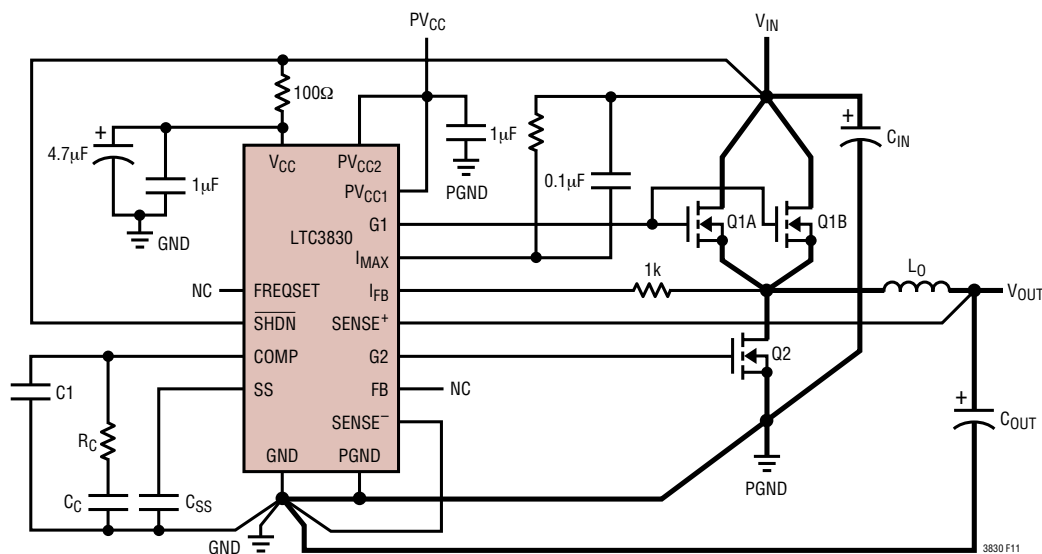 PVCC
VIN
100Ω
+
4.7µF
1µF
GND
1µF
PGND
0.1µF
+
CIN
VCC
PVCC2
PVCC1
G1
LTC3830
IMAX
Q1A
Q1B
NC
FREQSET
IFB
1k
LO
VOUT
SHDN
SENSE+
COMP
G2
Q2
C1
SS
FB
NC
SENSE–
+
COUT
RC
GND
PGND
PGND
CC
CSS
GND
3830 F11